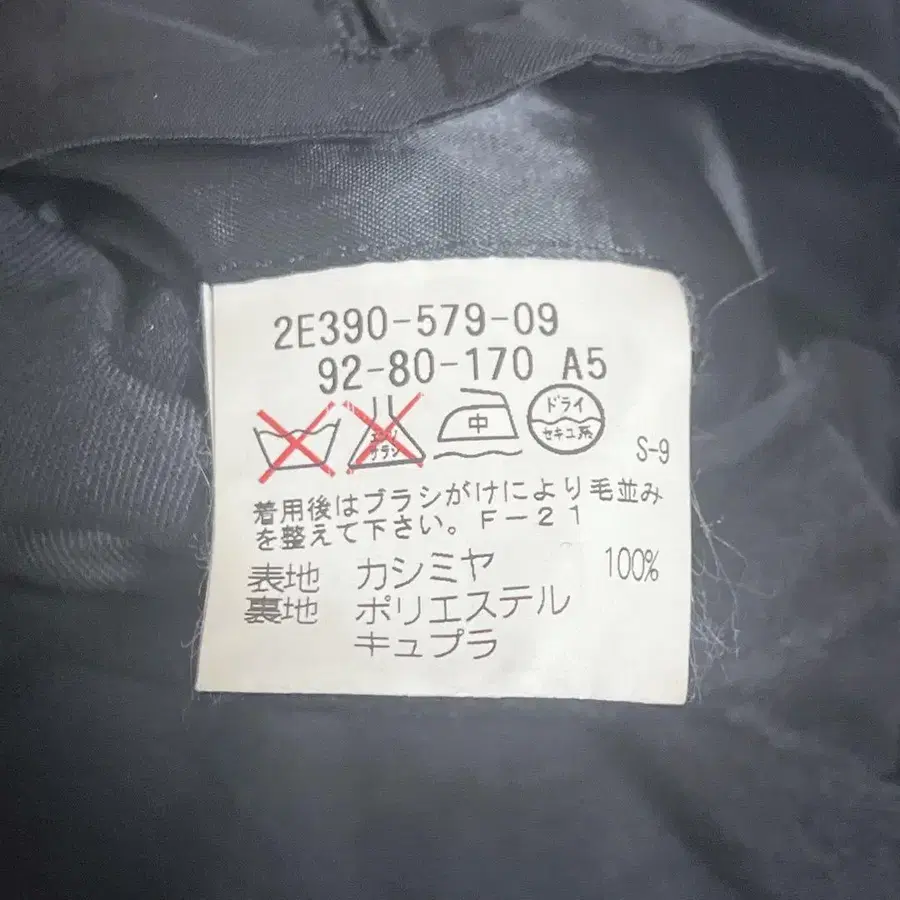 2E390-579-09
92-80-170 A5
エンソ サラシ 中 ドライ セキユ系
S-9
着用後はブラシがけにより毛並み
を整えて下さい。F-21
表地 カシミヤ 100%
裏地 ポリエステル
キュプラ